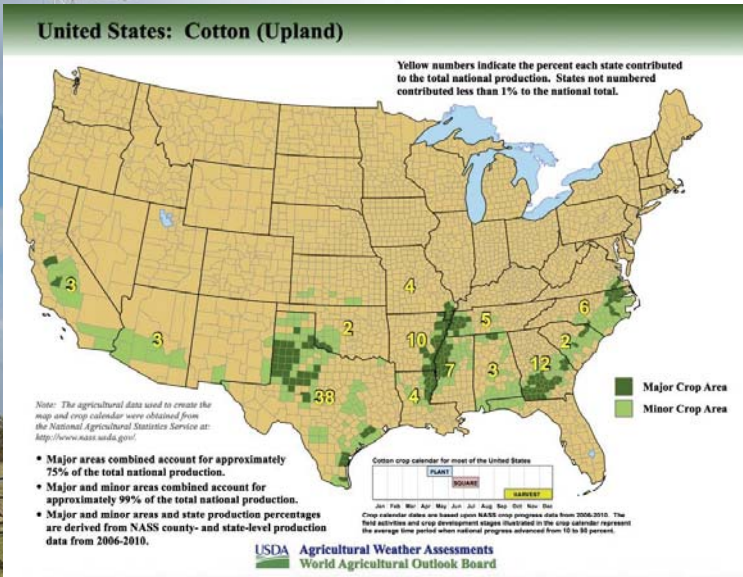 United States: Cotton (Upland)
Yellow numbers indicate the percent each state contributed
to the total national production. States not numbered
contributed less than 1% to the national total.
3
3
2
38
4
10
4
7
5
3
12
2
6
Major Crop Area
Minor Crop Area
Note: The agricultural data used to create the
map and crop calendar were obtained from
the National Agricultural Statistics Service at:
http://www.nass.usda.gov/.
• Major areas combined account for approximately
75% of the total national production.
• Major and minor areas combined account for
approximately 99% of the total national production.
• Major and minor areas and state production percentages
are derived from NASS county- and state-level production
data from 2006-2010.
Cotton crop calendar for most of the United States
PLANT
SQUARE
HARVEST
Jan Feb Mar Apr May Jun Jul Aug Sep Oct Nov Dec
Crop calendar dates are based upon NASS crop progress data from 2006-2010. The
field activities and crop development stages illustrated in the crop calendar represent
the average time period when national progress advanced from 10 to 90 percent.
USDA Agricultural Weather Assessments
World Agricultural Outlook Board